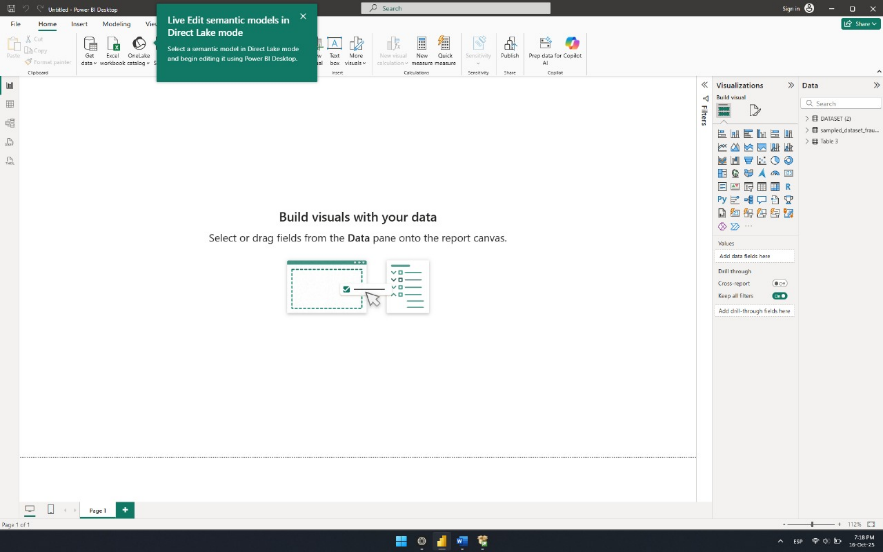 Untitled - Power BI Desktop
Search
Sign in
File
Home
Insert
Modeling
Share
Live Edit semantic models in
Direct Lake mode
Select a semantic model in Direct Lake mode
and begin editing it using Power BI Desktop.
Paste
Cut
Copy
Format painter
Clipboard
Get
data
Excel
workbook
OneLake
catalog
Text
box
More
visuals
Insert
New visual
calculation
New
measure
Quick
measure
Calculations
Sensitivity
Sensitivity
Publish
Share
Prep data for
AI
Copilot
Copilot
Build visuals with your data
Select or drag fields from the Data pane onto the report canvas.
Filters
Visualizations
Build visual
Values
Add data fields here
Drill through
Cross-report
Off
Keep all filters
On
Add drill-through fields here
Data
Search
DATASET (2)
sampled_dataset_frau...
Table 3
Page 1
Page 1 of 1
112%
ESP
7:18 PM